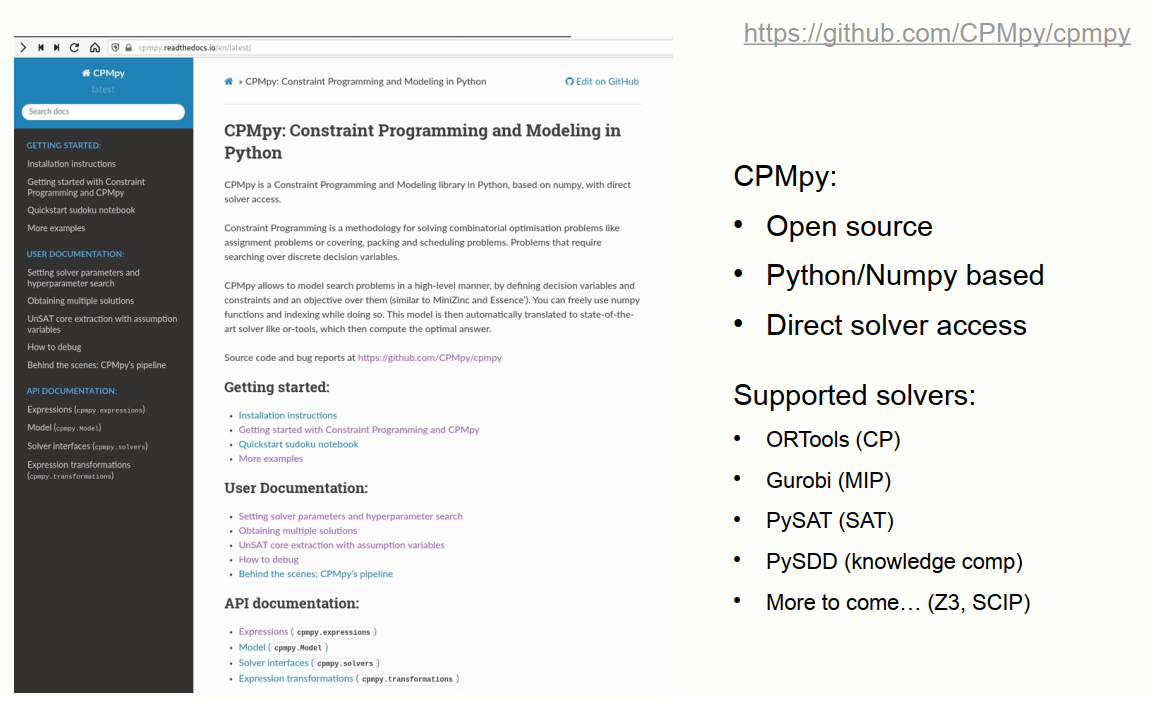 https://github.com/CPMpy/cpmpy
cpmpy.readthedocs.io/en/latest/
CPMpy
latest
Search docs
GETTING STARTED:
Installation instructions
Getting started with Constraint
Programming and CPMpy
Quickstart sudoku notebook
More examples
USER DOCUMENTATION:
Setting solver parameters and
hyperparameter search
Obtaining multiple solutions
UnSAT core extraction with assumption
variables
How to debug
Behind the scenes: CPMpy's pipeline
API DOCUMENTATION:
Expressions (cpmpy.expressions)
Model (cpmpy.Model)
Solver interfaces (cpmpy.solvers)
Expression transformations
(cpmpy.transformations)
» CPMpy: Constraint Programming and Modeling in Python
Edit on GitHub
CPMpy: Constraint Programming and Modeling in
Python
CPMpy is a Constraint Programming and Modeling library in Python, based on numpy, with direct
solver access.
Constraint Programming is a methodology for solving combinatorial optimisation problems like
assignment problems or covering, packing and scheduling problems. Problems that require
searching over discrete decision variables.
CPMpy allows to model search problems in a high-level manner, by defining decision variables and
constraints and an objective over them (similar to MiniZinc and Essence'). You can freely use numpy
functions and indexing while doing so. This model is then automatically translated to state-of-the-
art solver like or-tools, which then compute the optimal answer.
Source code and bug reports at https://github.com/CPMpy/cpmpy
Getting started:
• Installation instructions
• Getting started with Constraint Programming and CPMpy
• Quickstart sudoku notebook
• More examples
User Documentation:
• Setting solver parameters and hyperparameter search
• Obtaining multiple solutions
• UnSAT core extraction with assumption variables
• How to debug
• Behind the scenes: CPMpy's pipeline
API documentation:
• Expressions ( cpmpy.expressions )
• Model ( cpmpy.Model )
• Solver interfaces ( cpmpy.solvers )
• Expression transformations ( cpmpy.transformations )
CPMpy:
• Open source
• Python/Numpy based
• Direct solver access
Supported solvers:
• ORTools (CP)
• Gurobi (MIP)
• PySAT (SAT)
• PySDD (knowledge comp)
• More to come… (Z3, SCIP)